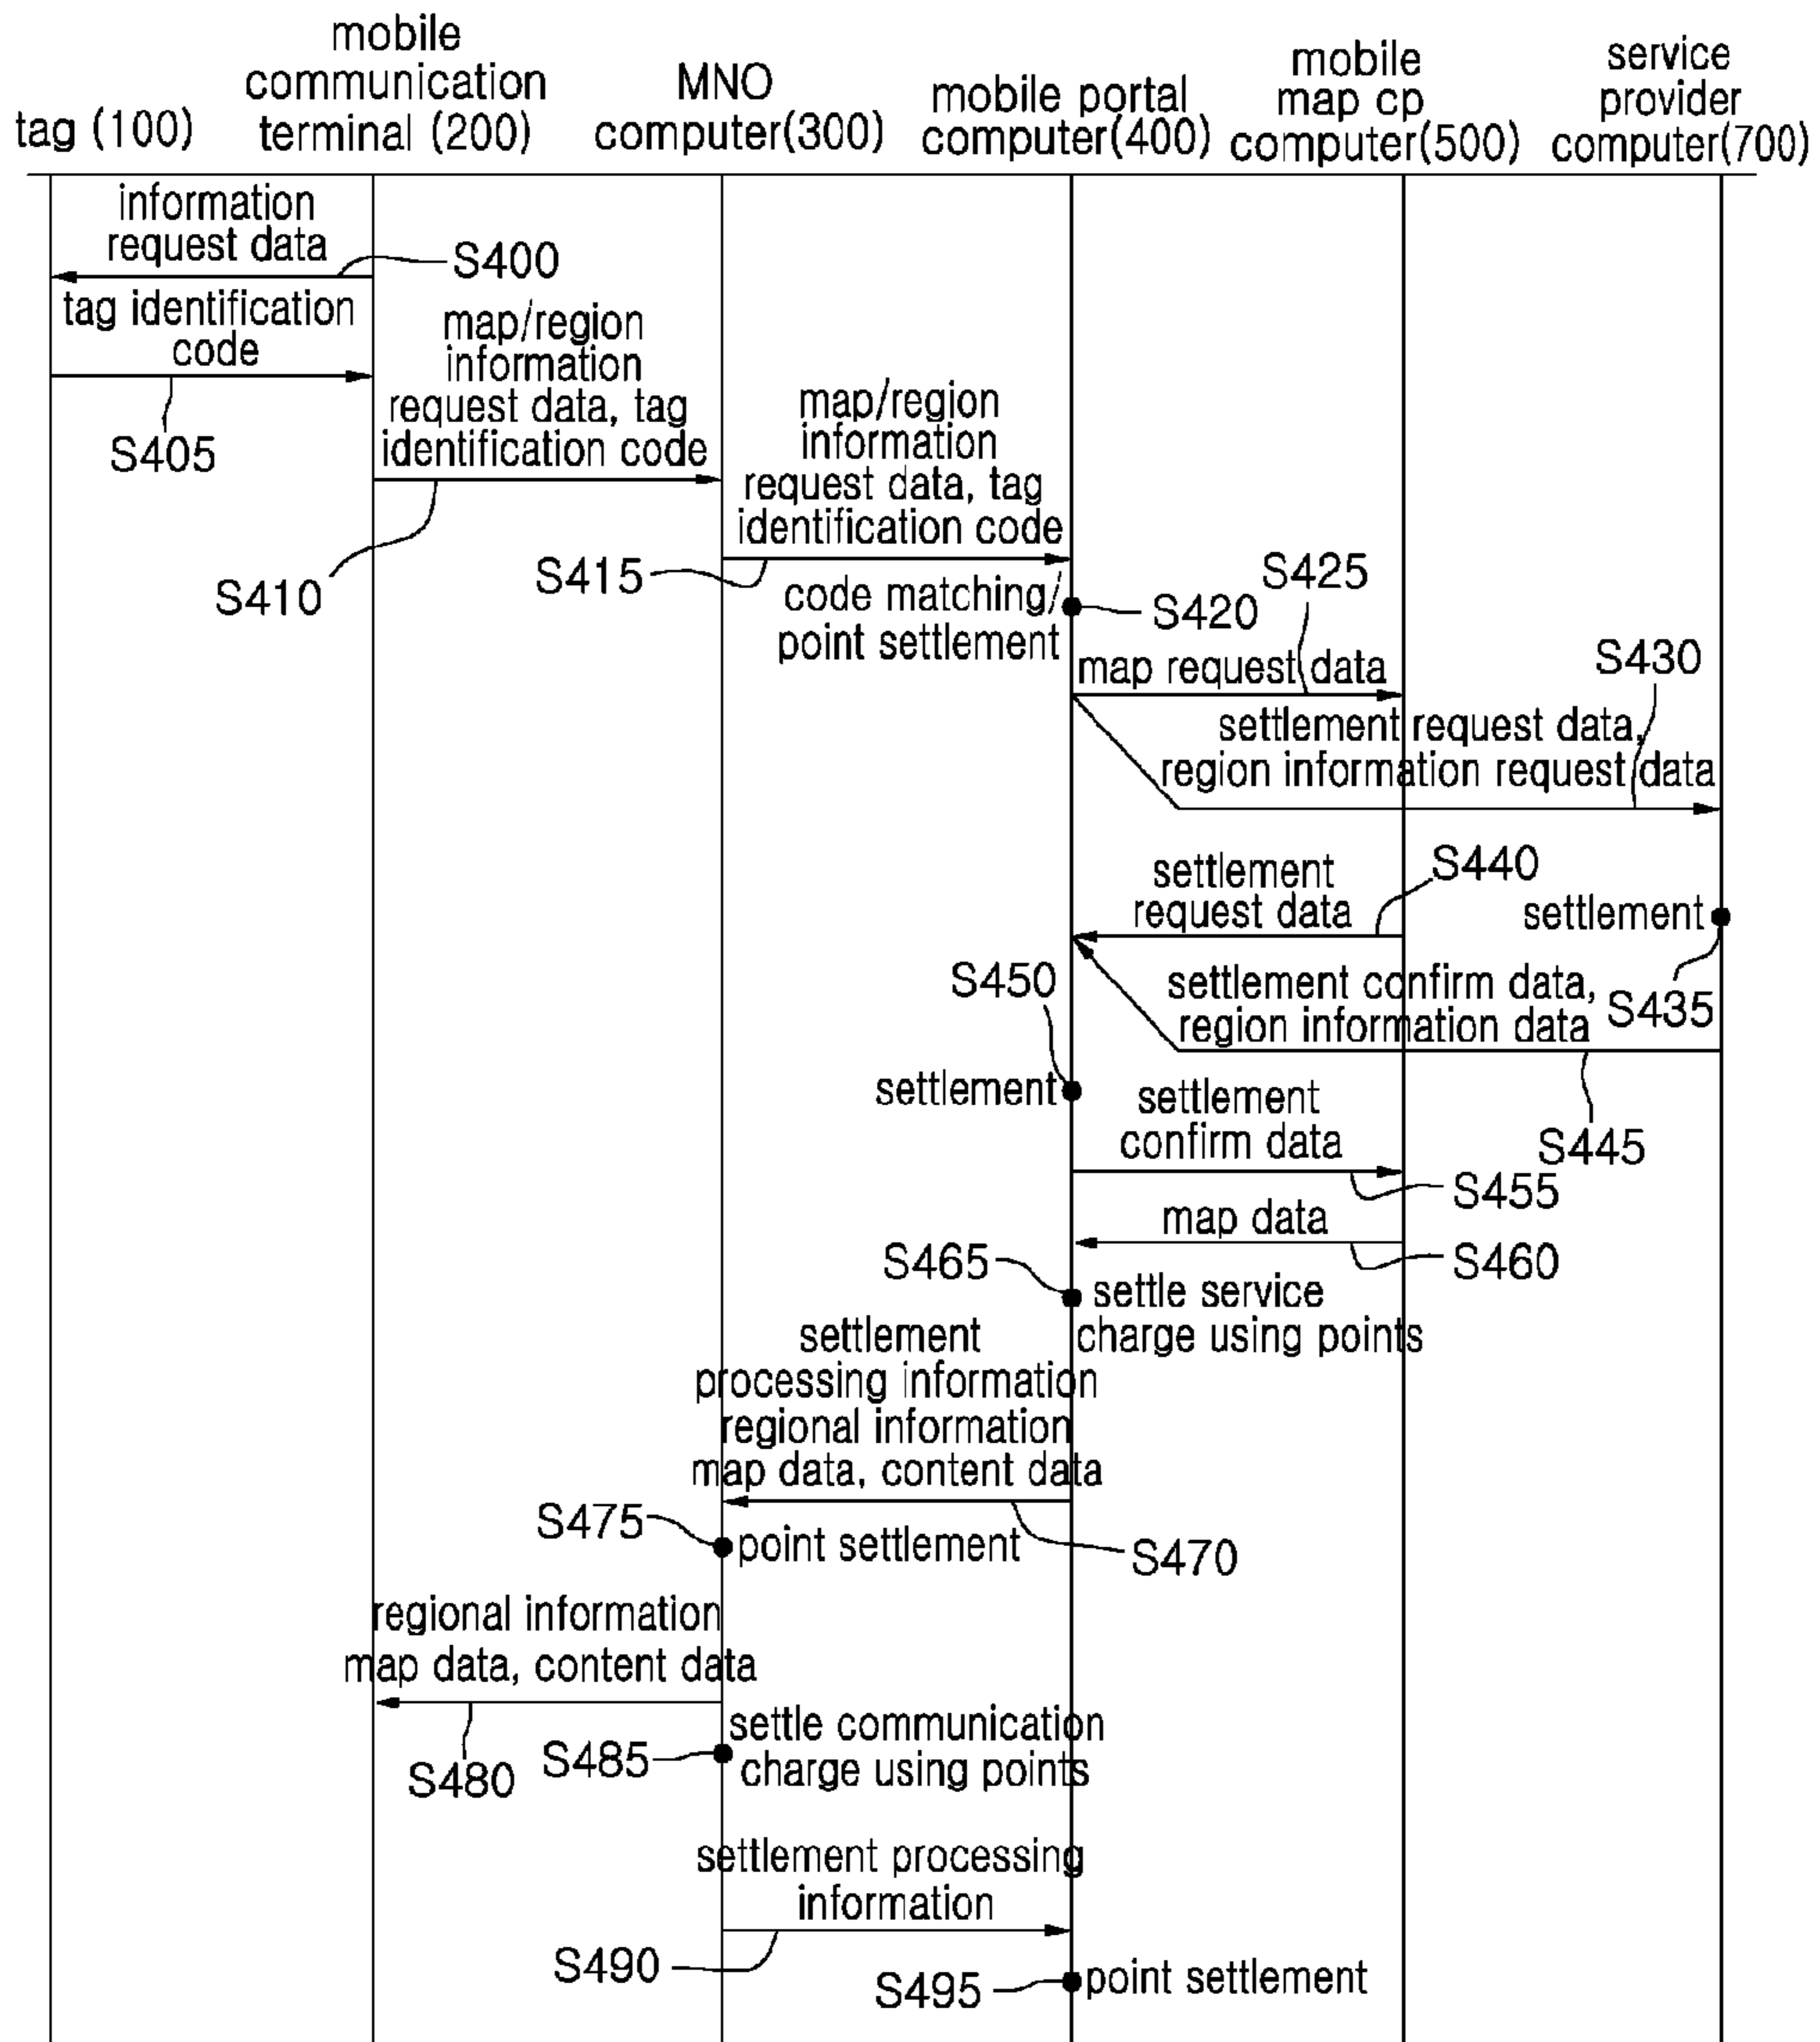 tag (100)
mobile
communication
terminal (200)
MNO
computer(300)
mobile portal
computer(400)
mobile
map cp
computer(500)
service
provider
computer(700)
information
request data
S400
tag identification
code
S405
map/region
information
request data, tag
identification code
S410
map/region
information
request data, tag
identification code
S415
code matching/
point settlement
S420
S425
map request data
S430
settlement request data,
region information request data
S440
settlement
request data
settlement
S435
settlement confirm data,
region information data
S445
S450
settlement
settlement
confirm data
S455
map data
S460
S465
settle service
charge using points
settlement
processing information
regional information
map data, content data
S470
S475
point settlement
regional information
map data, content data
S480
S485
settle communication
charge using points
settlement processing
information
S490
S495
point settlement